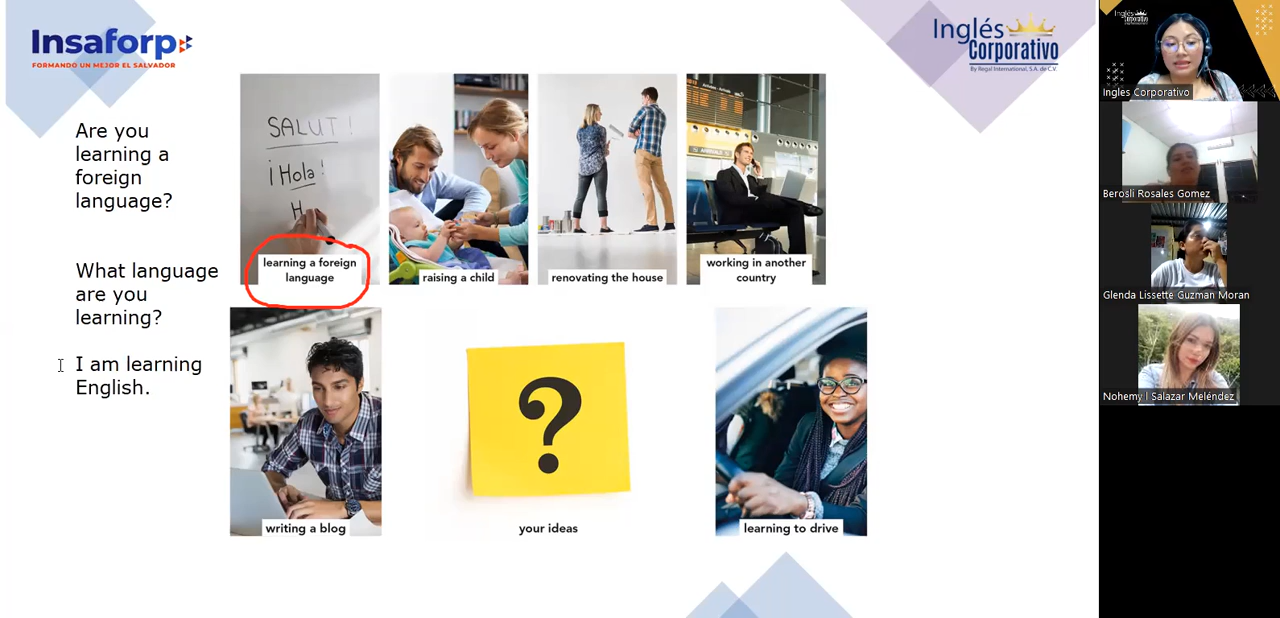 Insaforp
FORMANDO UN MEJOR EL SALVADOR
Inglés
Corporativo
By Regal International, S.A. de C.V.
Are you
learning a
foreign
language?
What language
are you
learning?
I am learning
English.
SALUT!
¡Hola!
H
learning a foreign
language
raising a child
renovating the house
working in another
country
writing a blog
?
your ideas
learning to drive
Inglés
Corporativo
Ingles Corporativo
Berosli Rosales Gomez
Glenda Lissette Guzman Moran
Nohemy I Salazar Meléndez